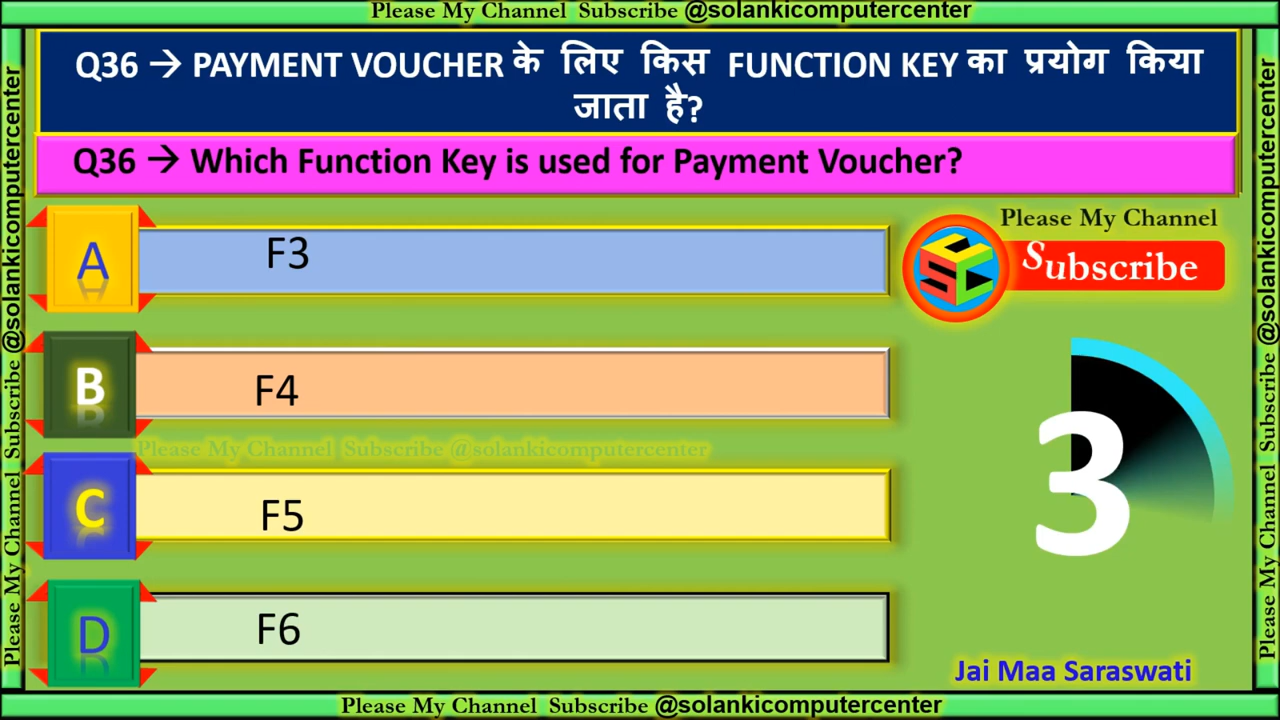 Please My Channel Subscribe @solankicomputercenter
Q36 → PAYMENT VOUCHER के लिए किस FUNCTION KEY का प्रयोग किया
जाता है?
Q36 → Which Function Key is used for Payment Voucher?
A
F3
Please My Channel
Subscribe
CSC
B
F4
Please My Channel Subscribe @solankicomputercenter
C
F5
3
D
F6
Jai Maa Saraswati
Please My Channel Subscribe @solankicomputercenter
Please My Channel Subscribe @solankicomputercenter
Please My Channel Subscribe @solankicomputercenter